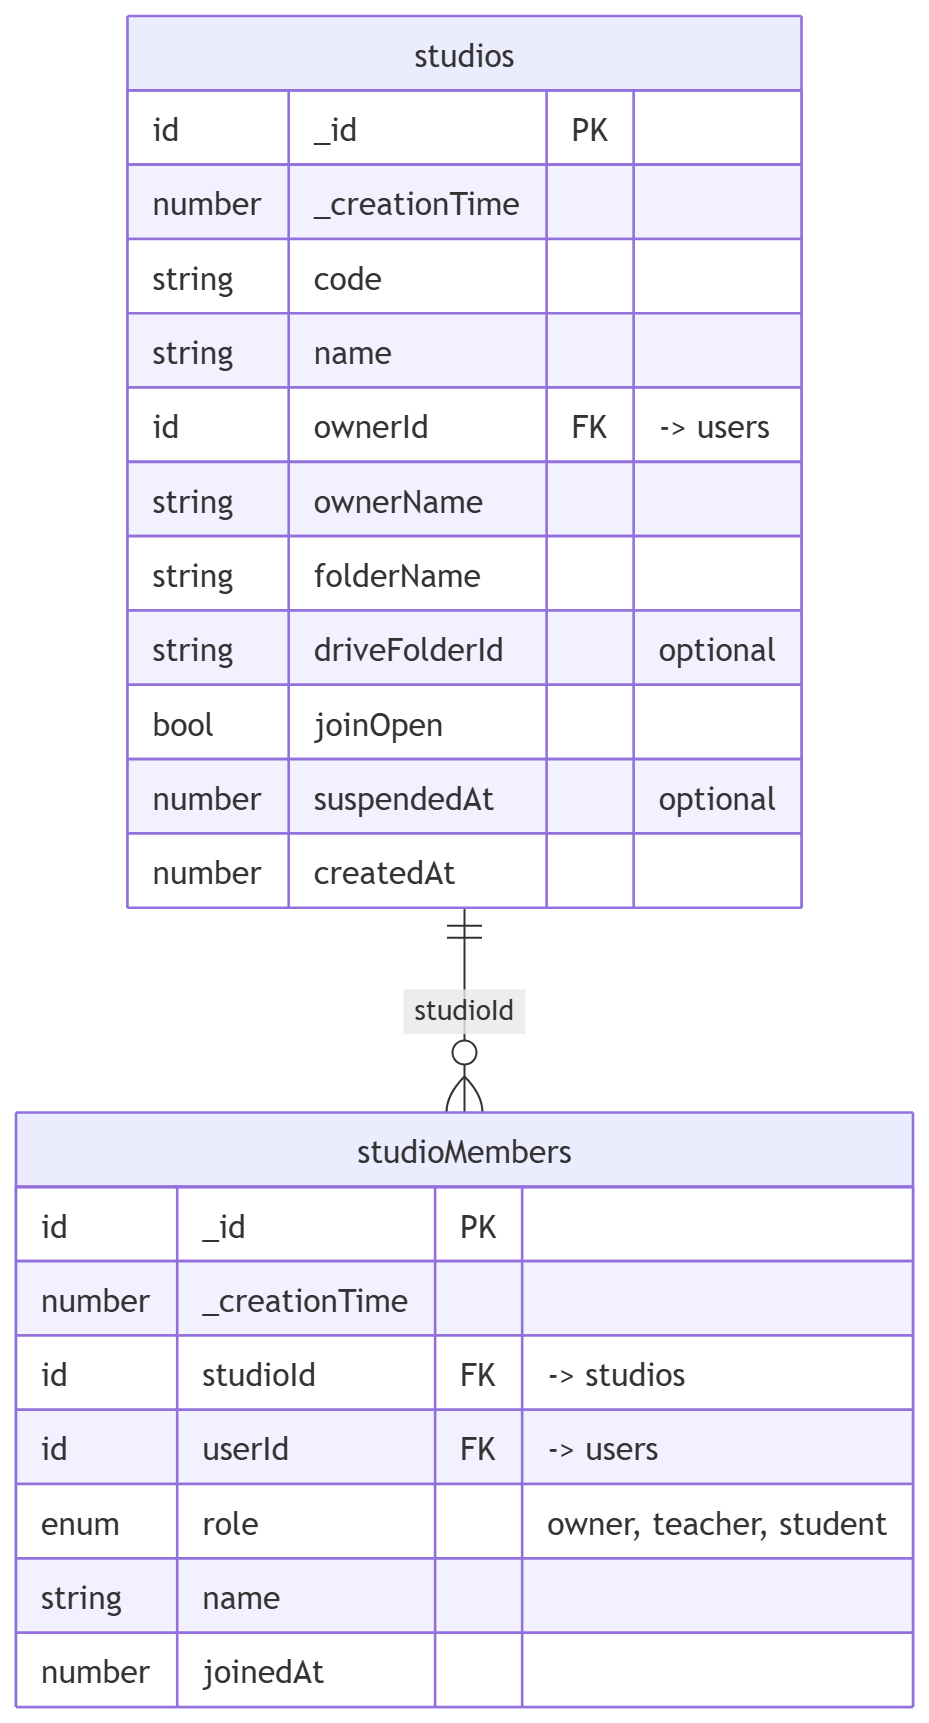 studios
id _id PK
number _creationTime
string code
string name
id ownerId FK -> users
string ownerName
string folderName
string driveFolderId optional
bool joinOpen
number suspendedAt optional
number createdAt
studioId
studioMembers
id _id PK
number _creationTime
id studioId FK -> studios
id userId FK -> users
enum role owner, teacher, student
string name
number joinedAt